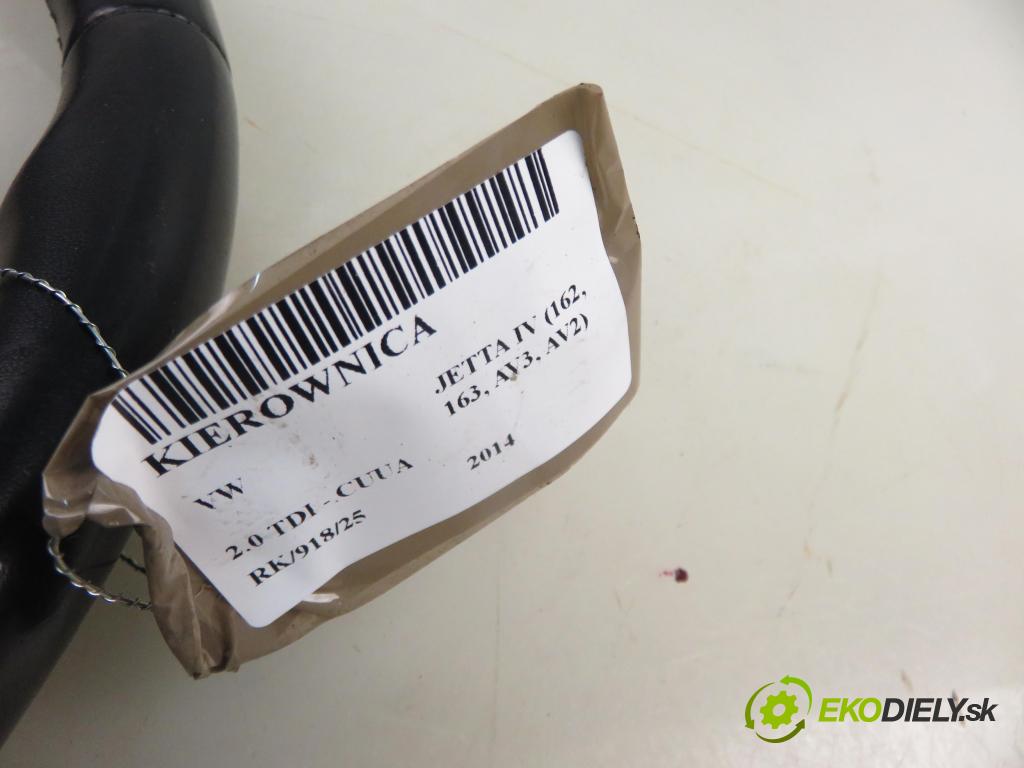 KIEROWNICA
VW
JETTA IV (162,
163, AV3, AV2)
2.0 TDI - CUUA
2014
RK/918/25
EKODIELY.sk